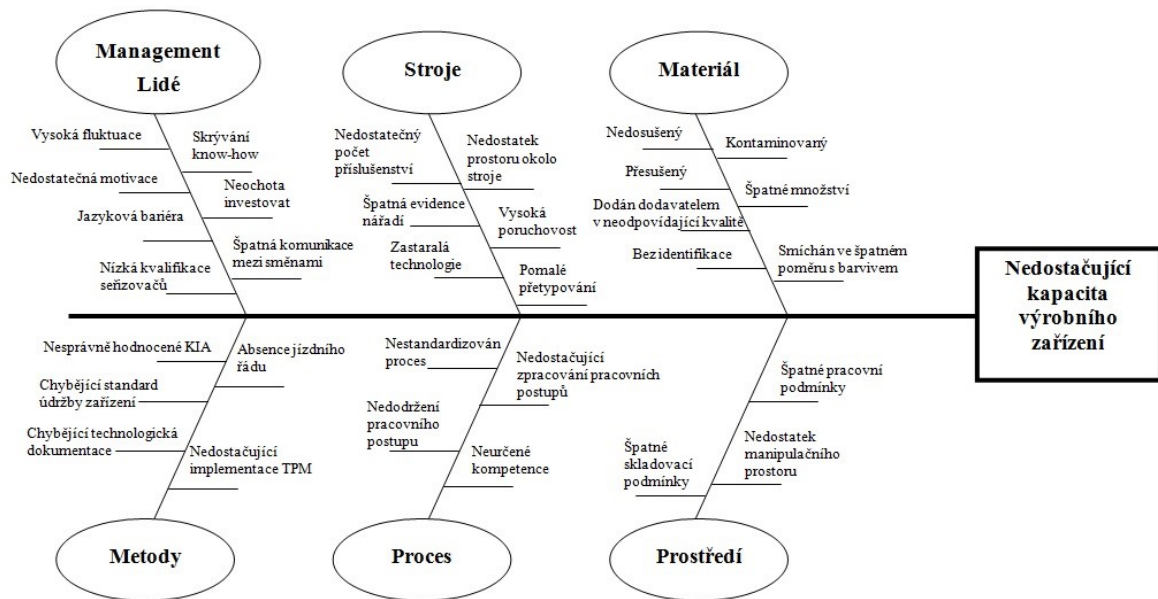 Management
Lidé
Stroje
Materiál
Vysoká fluktuace
Skrývání
know-how
Nedostatečná motivace
Neochota
investovat
Jazyková bariéra
Špatná komunikace
mezi směnami
Nízká kvalifikace
seřizovačů
Nedostatečný
počet
příslušenství
Nedostatek
prostoru okolo
stroje
Špatná evidence
nářadí
Vysoká
poruchovost
Zastaralá
technologie
Pomalé
přetypování
Nedosušený
Kontaminovaný
Přesušený
Špatné množství
Dodán dodavatelem
v neodpovídající kvalitě
Bez identifikace
Smíchán ve špatném
poměru s barvivem
Nedostačující
kapacita
výrobního
zařízení
Nesprávně hodnocené KIA
Absence jízdního
řádu
Chybějící standard
údržby zařízení
Chybějící technologická
dokumentace
Nedostačující
implementace TPM
Nestandardizován
proces
Nedostačující
zpracování pracovních
postupů
Nedodržení
pracovního
postupu
Neurčené
kompetence
Špatné pracovní
podmínky
Špatné
skladovací
podmínky
Nedostatek
manipulačního
prostoru
Metody
Proces
Prostředí